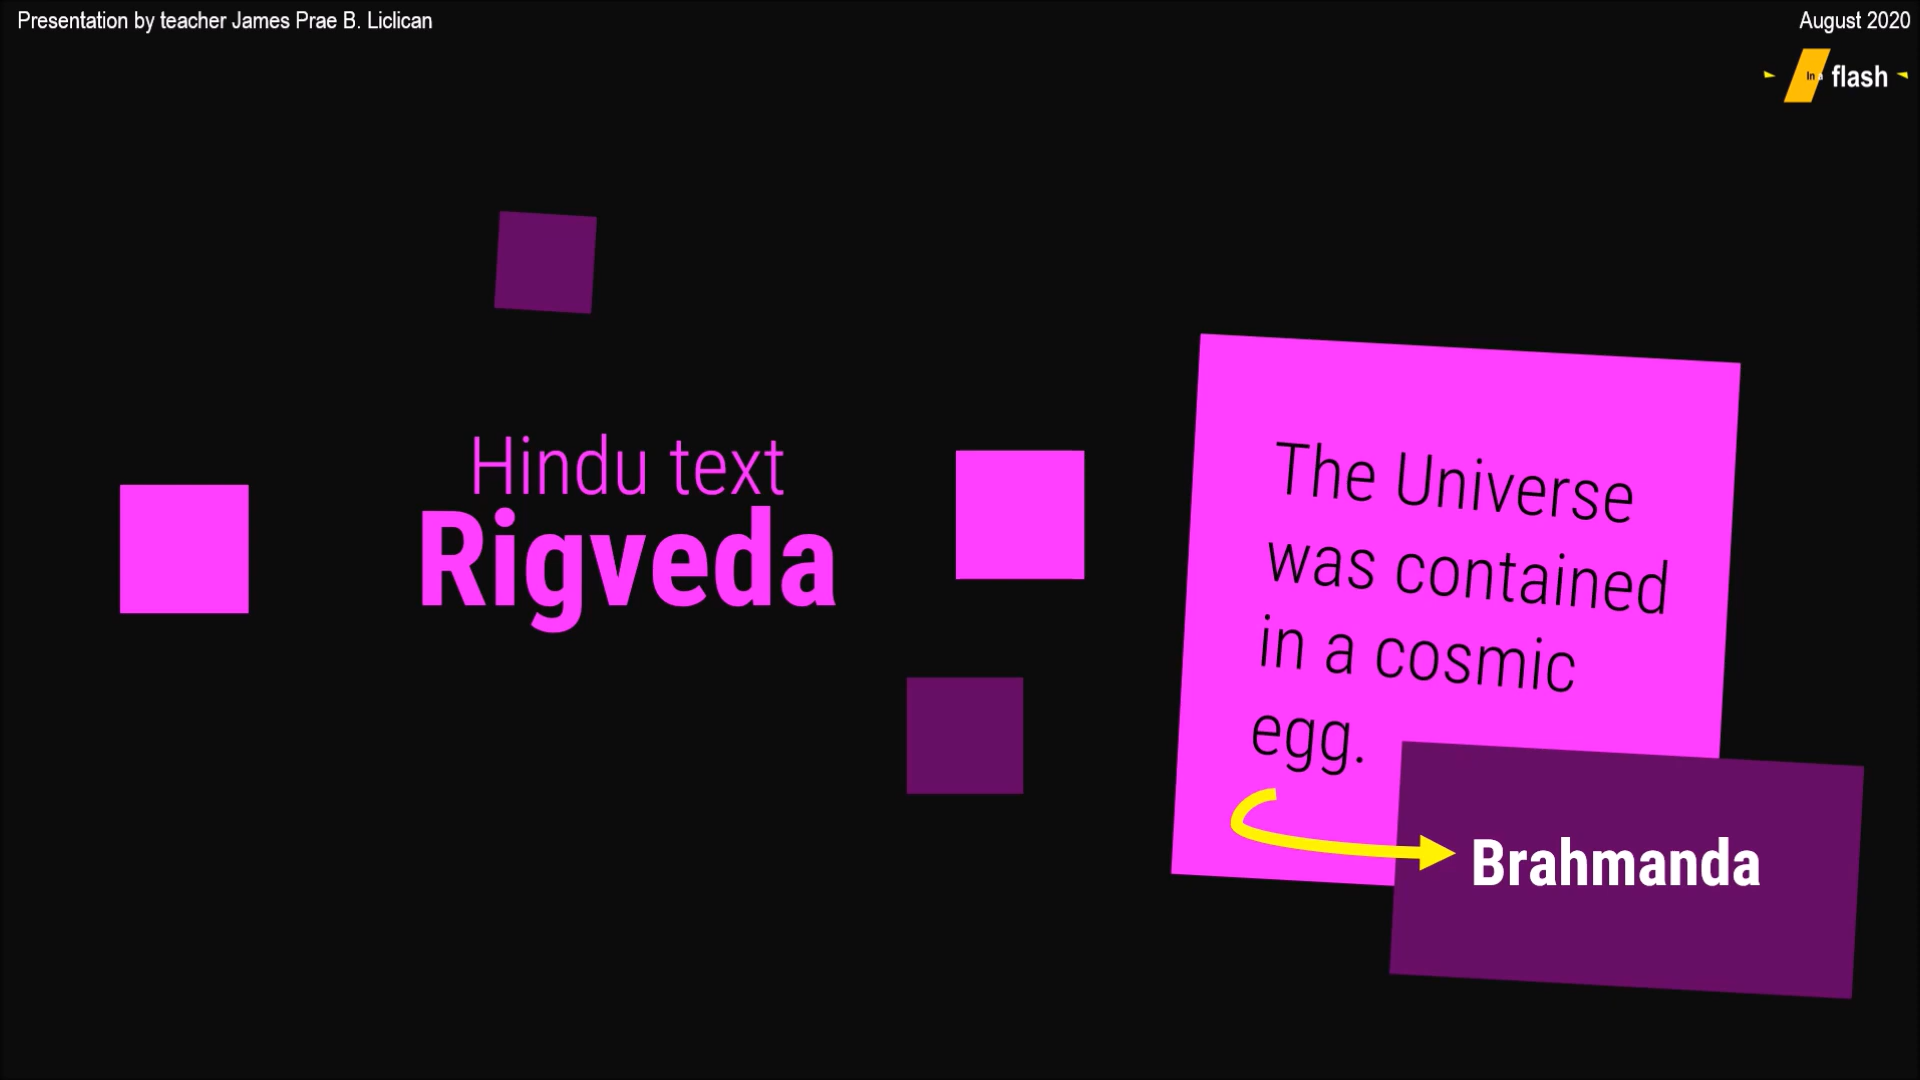 Presentation by teacher James Prae B. Liclican
August 2020
In a flash
Hindu text
Rigveda
The Universe
was contained
in a cosmic
egg.
Brahmanda